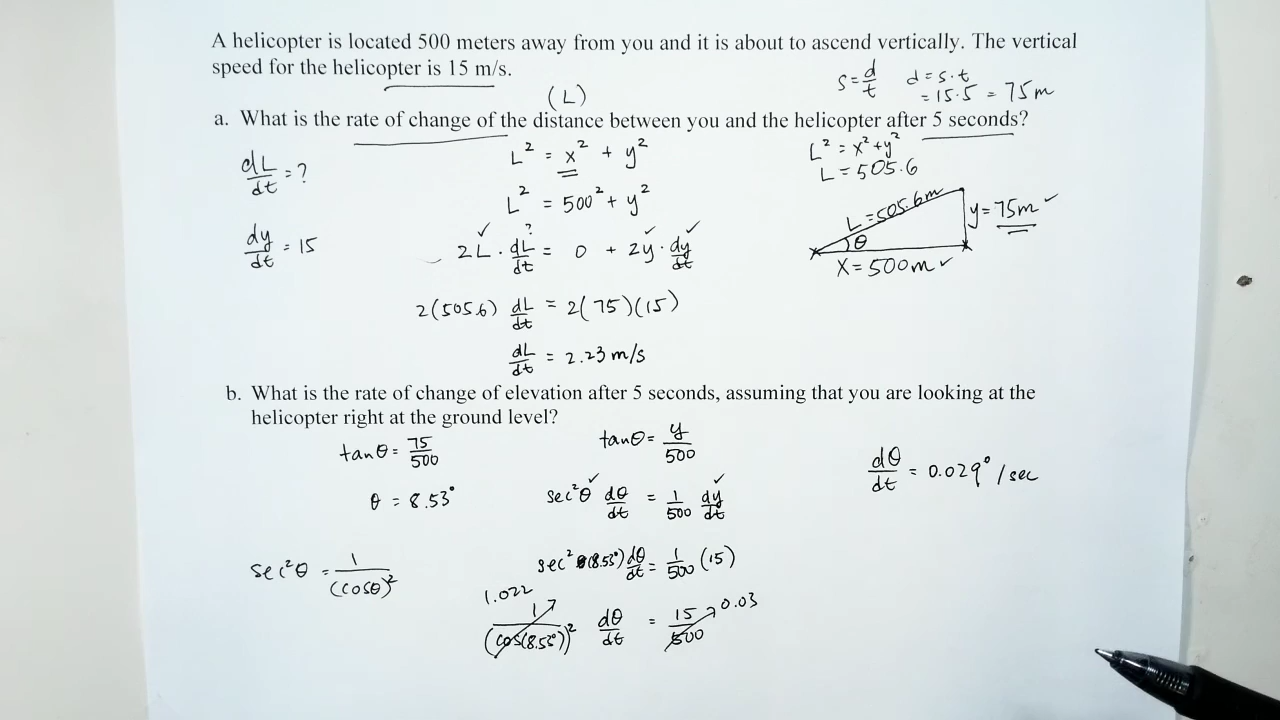 A helicopter is located 500 meters away from you and it is about to ascend vertically. The vertical
speed for the helicopter is 15 m/s.
S = d/t d = s·t
= 15·5 = 75m
(L)
a. What is the rate of change of the distance between you and the helicopter after 5 seconds?
dL/dt = ?
L² = x² + y²
L² = x² + y²
L = 505.6
L² = 500² + y²
L = 505.6m
y = 75m ✓
θ
x = 500m ✓
dy/dt = 15
✓ ? ✓ ✓
2L · dL/dt = 0 + 2y · dy/dt
2(505.6) dL/dt = 2(75)(15)
dL/dt = 2.23 m/s
b. What is the rate of change of elevation after 5 seconds, assuming that you are looking at the
helicopter right at the ground level?
tanθ = 75/500
tanθ = y/500
dθ/dt = 0.029° /sec
θ = 8.53°
✓ ✓
sec²θ dθ/dt = 1/500 dy/dt
sec²(8.53°) dθ/dt = 1/500 (15)
sec²θ = 1/(cosθ)²
1.022
1/(cos(8.53°))² dθ/dt = 15/500 0.03